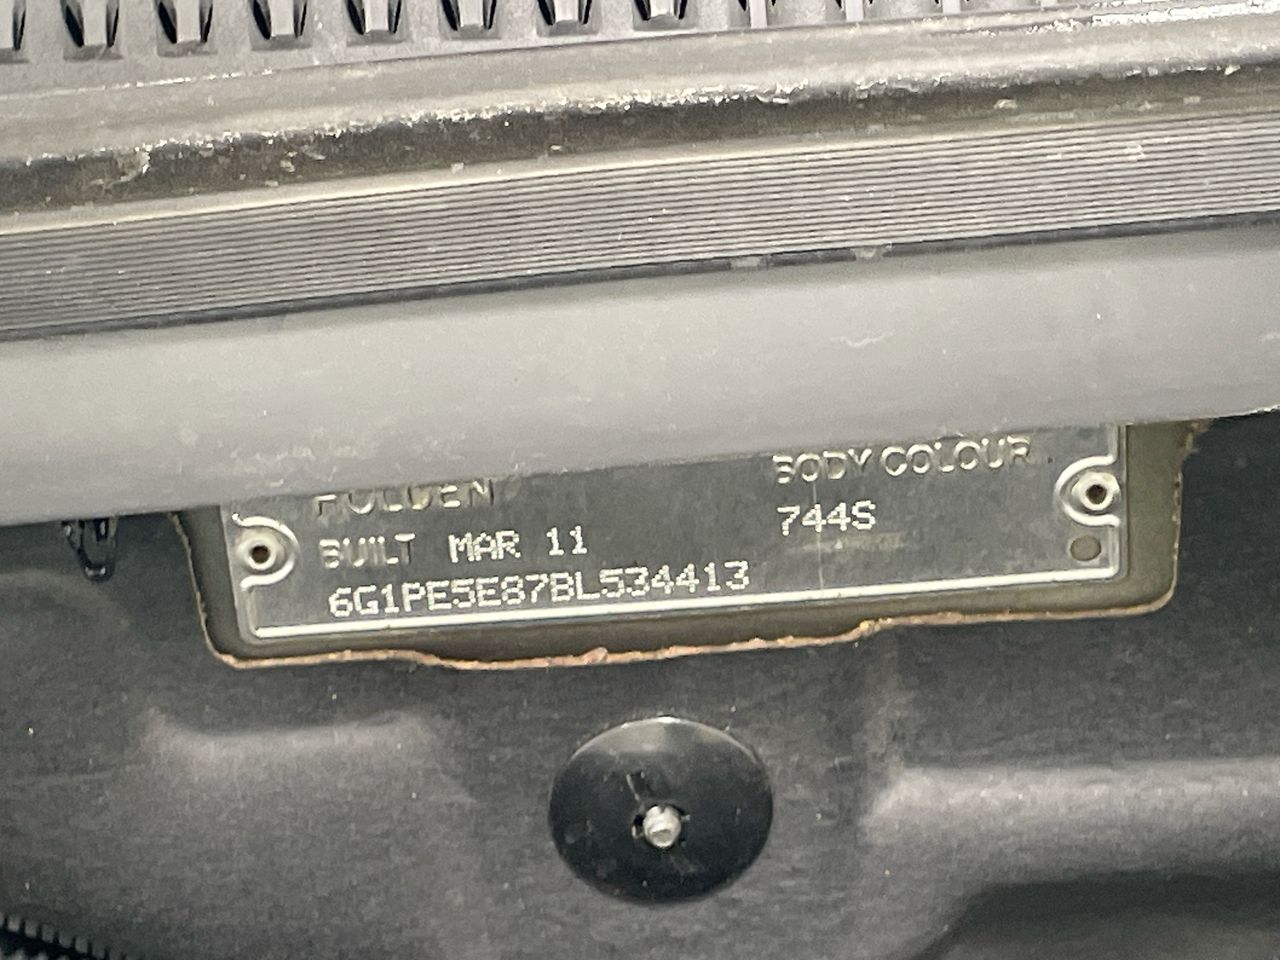 HOLDEN
BODY COLOUR
BUILT MAR 11
744S
6G1PE5E87BL534413